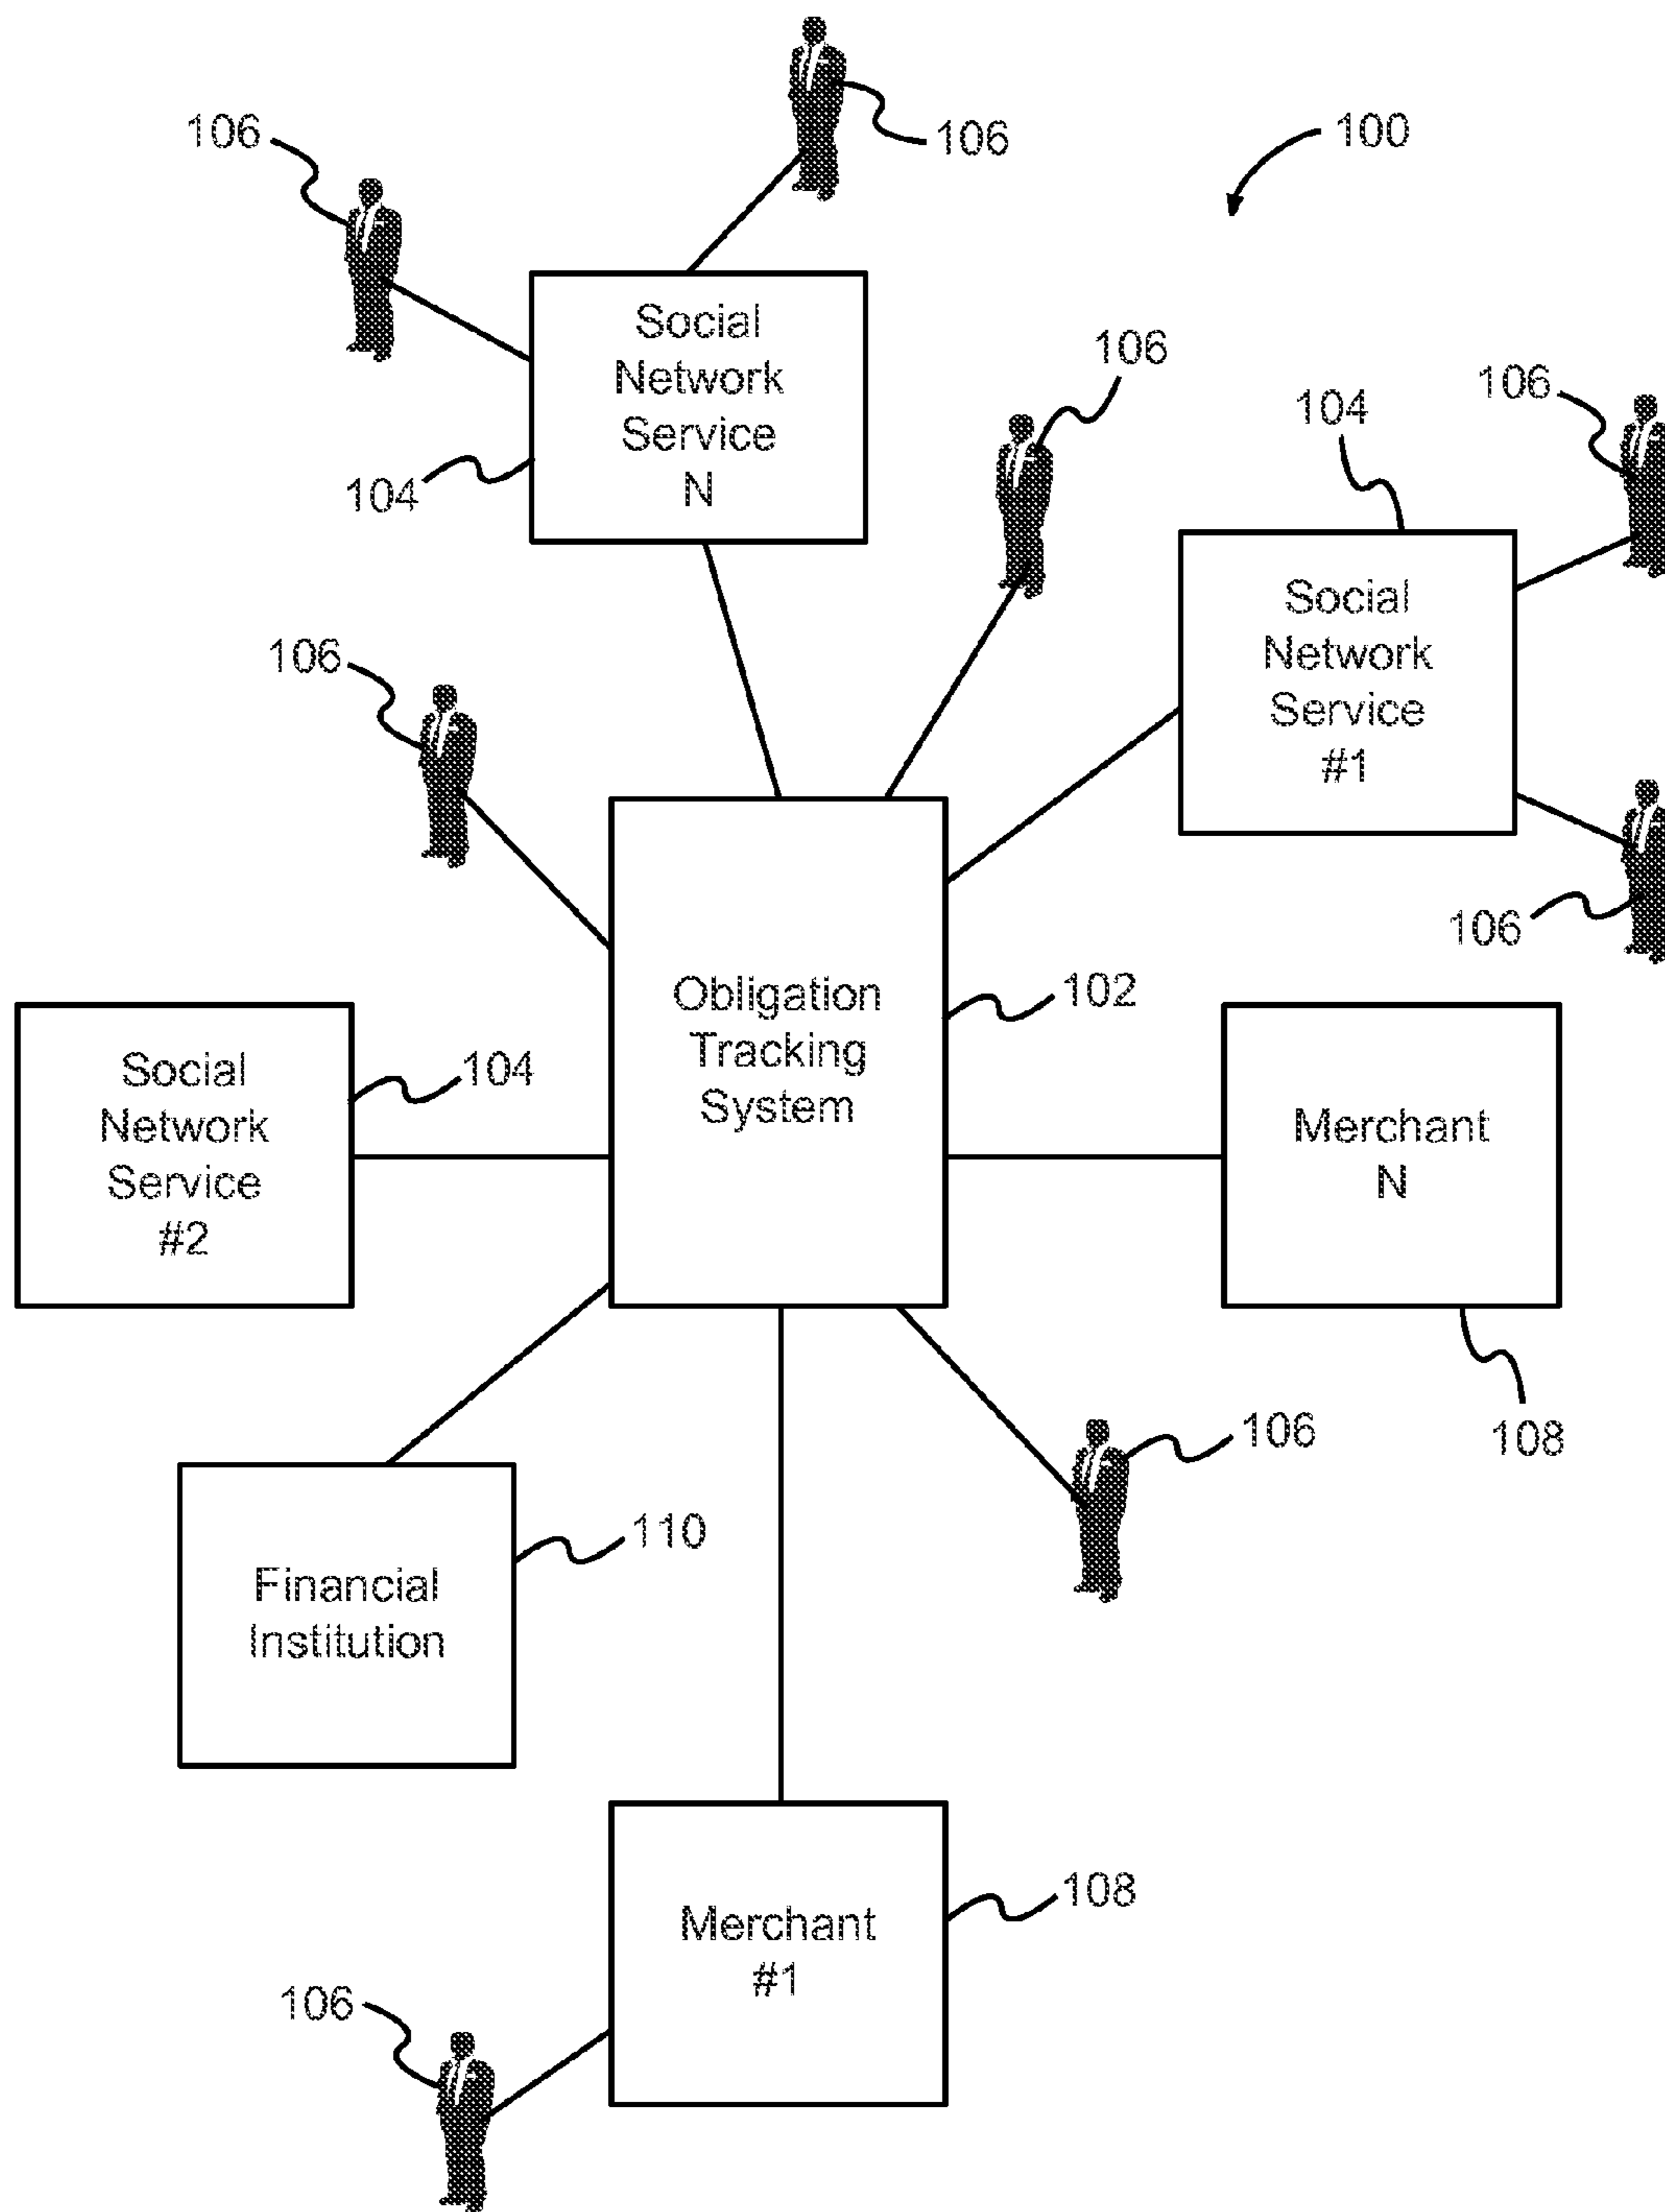 106
106
100
Social
Network
Service
N
104
106
104
106
Social
Network
Service
#1
106
106
Obligation
Tracking
System
102
Social
Network
Service
#2
104
Merchant
N
108
106
110
Financial
Institution
Merchant
#1
108
106